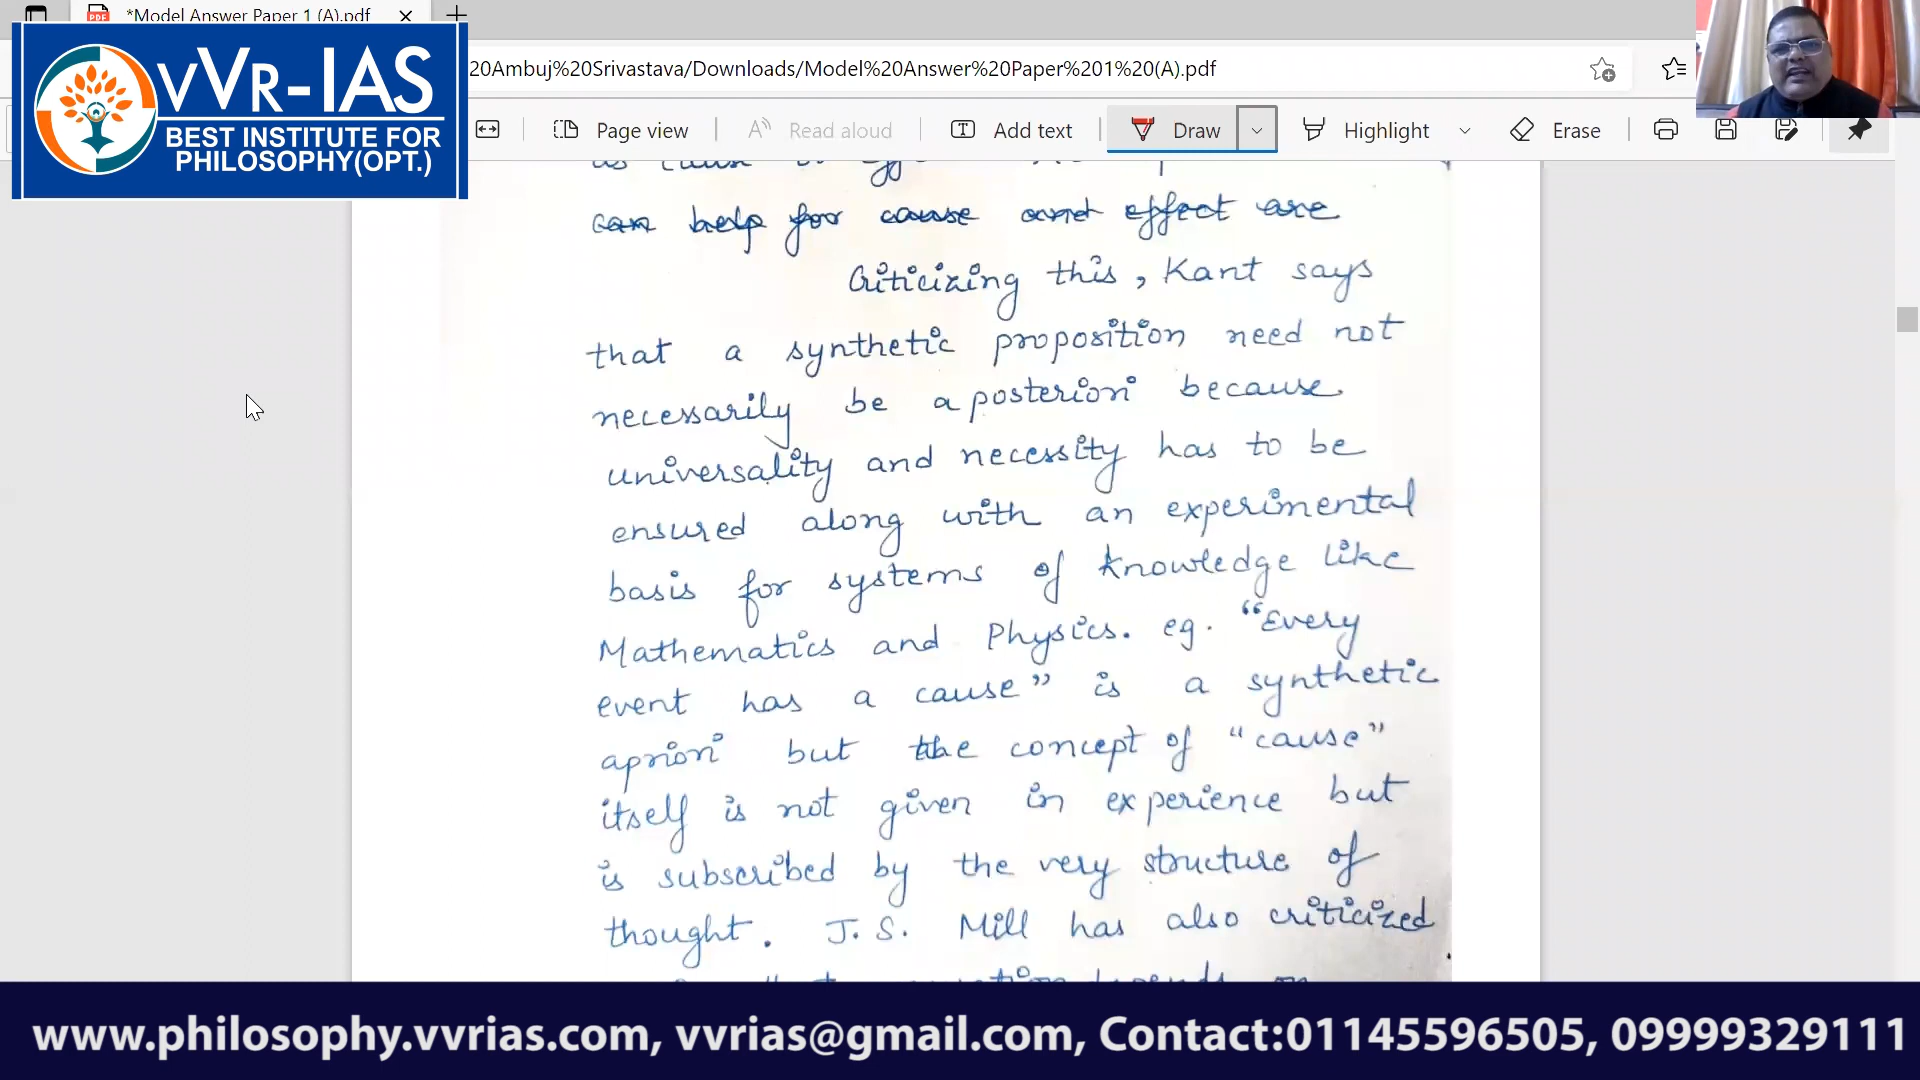 *Model Answer Paper 1 (A).pdf
vVR-IAS
BEST INSTITUTE FOR
PHILOSOPHY(OPT.)
20Ambuj%20Srivastava/Downloads/Model%20Answer%20Paper%201%20(A).pdf
Page view
Read aloud
Add text
Draw
Highlight
Erase
can help for cause and effect are
Criticizing this, Kant says
that a synthetic proposition need not
necessarily be aposteriori because
universality and necessity has to be
ensured along with an experimental
basis for systems of knowledge like
Mathematics and Physics. eg. "Every
event has a cause" is a synthetic
apriori but the concept of "cause"
itself is not given in experience but
is subscribed by the very structure of
thought. J.S. Mill has also criticized
www.philosophy.vvrias.com, vvrias@gmail.com, Contact:01145596505, 09999329111